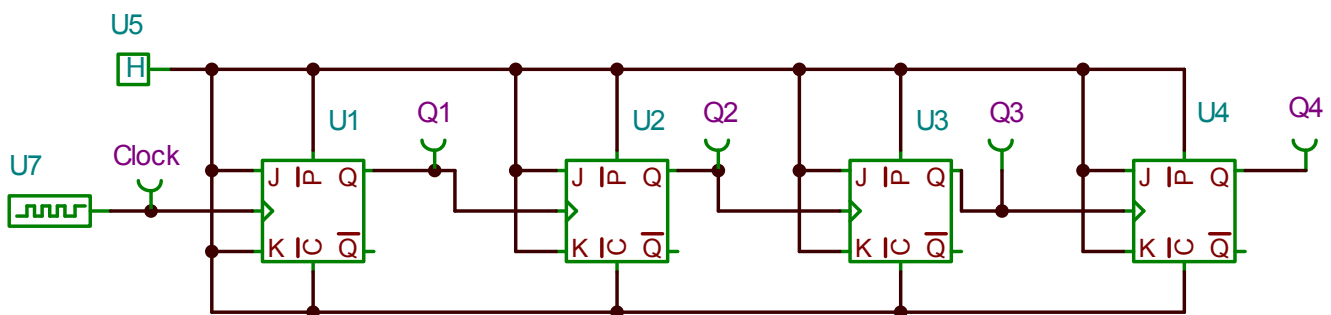 U5
H
U1 Q1 U2 Q2 U3 Q3 U4 Q4
U7 Clock
J P Q J P Q J P Q J P Q
K C Q K C Q K C Q K C Q